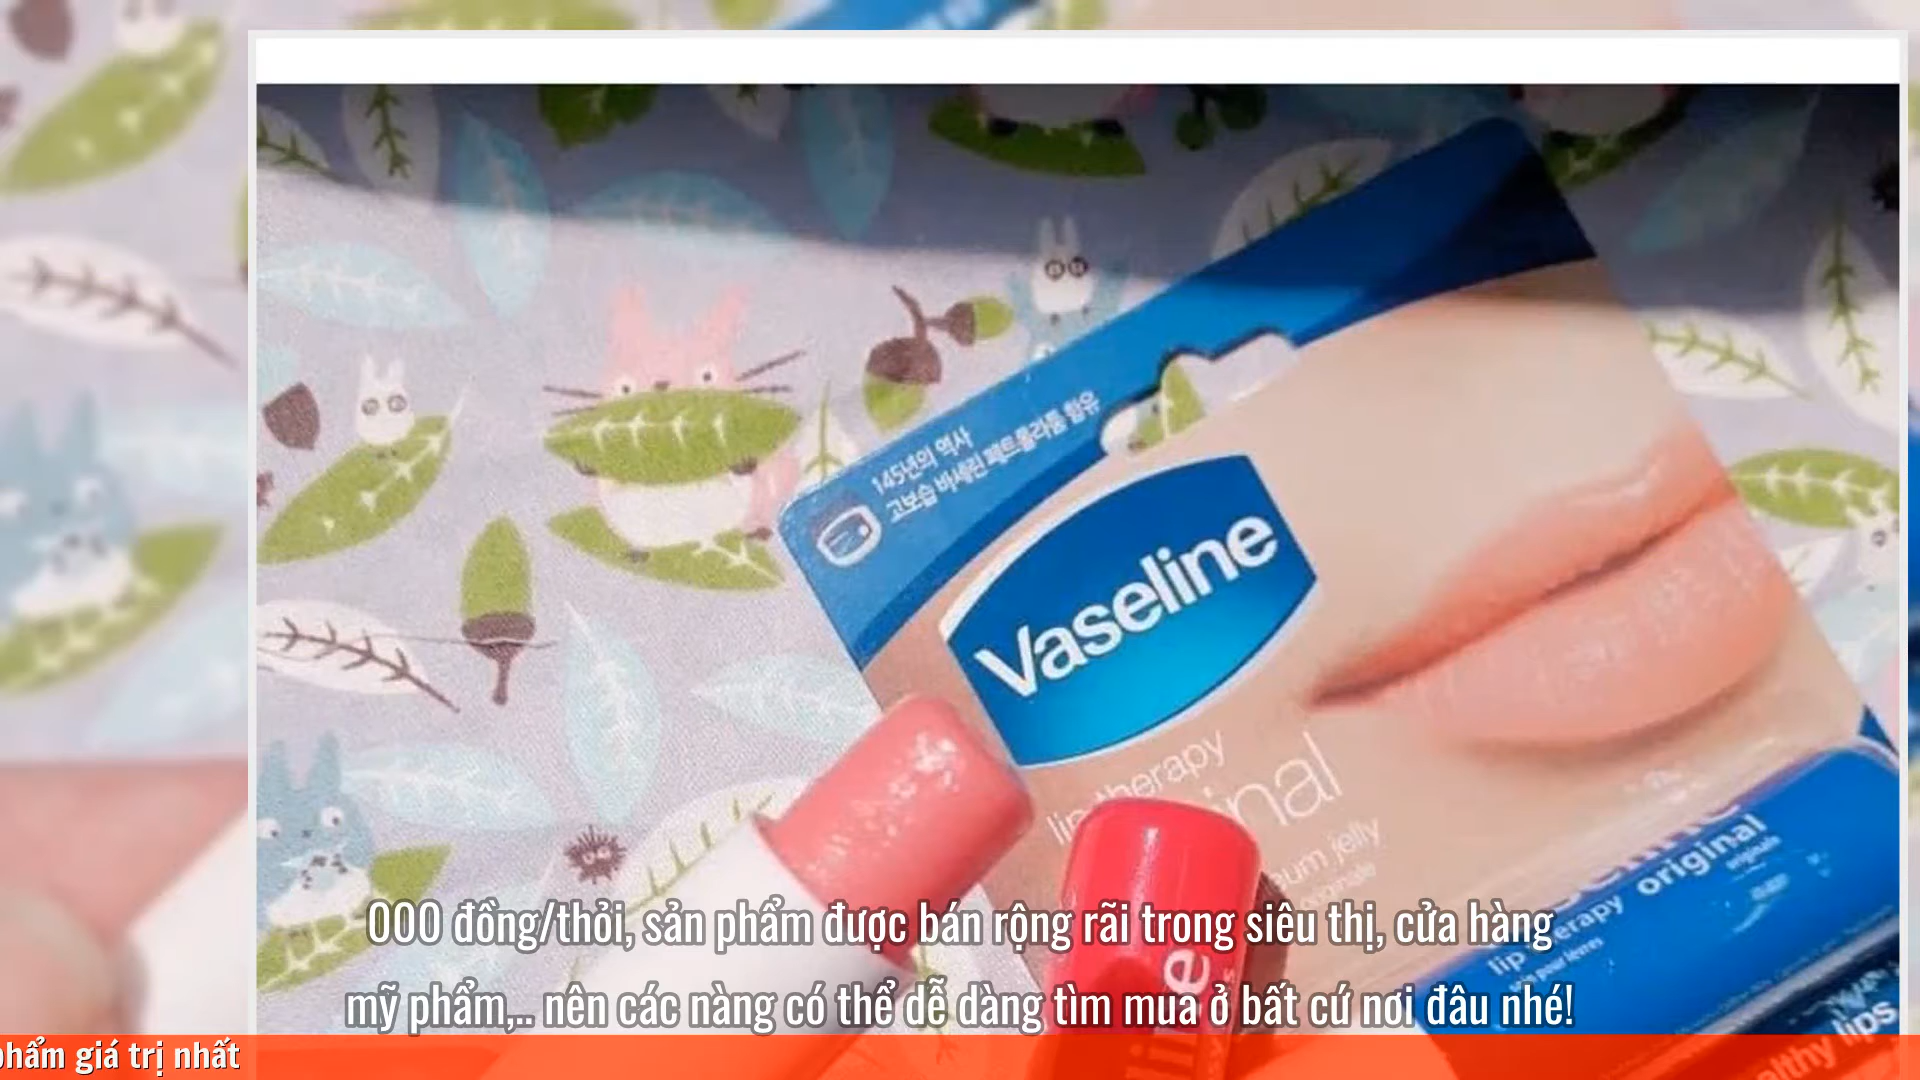 145년의 역사
고보습 바세린 페트롤라툼 함유
Vaseline
lip therapy
original
lip therapy
original
originale
000 đồng/thỏi, sản phẩm được bán rộng rãi trong siêu thị, cửa hàng
mỹ phẩm,.. nên các nàng có thể dễ dàng tìm mua ở bất cứ nơi đâu nhé!
phẩm giá trị nhất